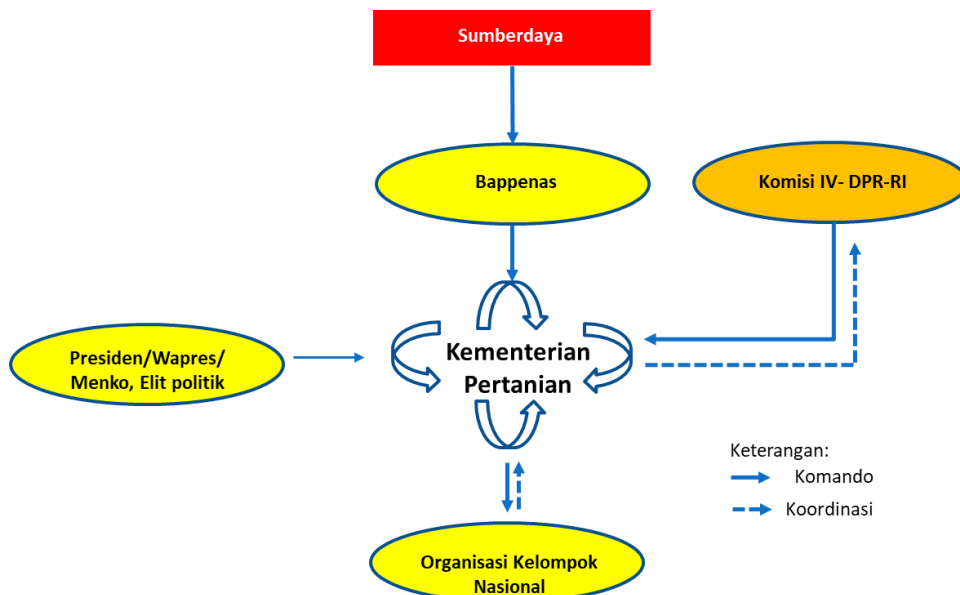 Sumberdaya
Bappenas
Komisi IV- DPR-RI
Presiden/Wapres/
Menko, Elit politik
Kementerian
Pertanian
Keterangan:
Komando
Koordinasi
Organisasi Kelompok
Nasional